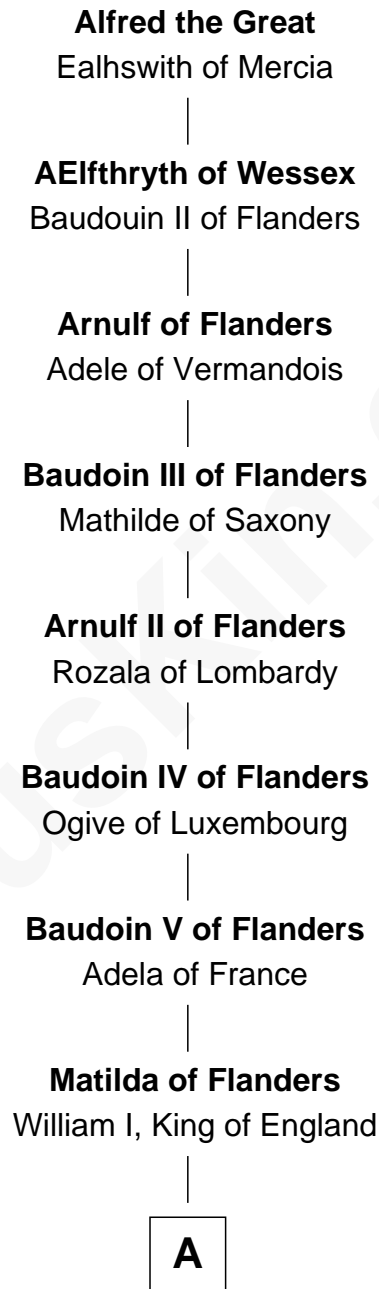 Alfred the Great
Ealhswith of Mercia
AElfthryth of Wessex
Baudouin II of Flanders
Arnulf of Flanders
Adele of Vermandois
Baudoin III of Flanders
Mathilde of Saxony
Arnulf II of Flanders
Rozala of Lombardy
Baudoin IV of Flanders
Ogive of Luxembourg
Baudoin V of Flanders
Adela of France
Matilda of Flanders
William I, King of England
A